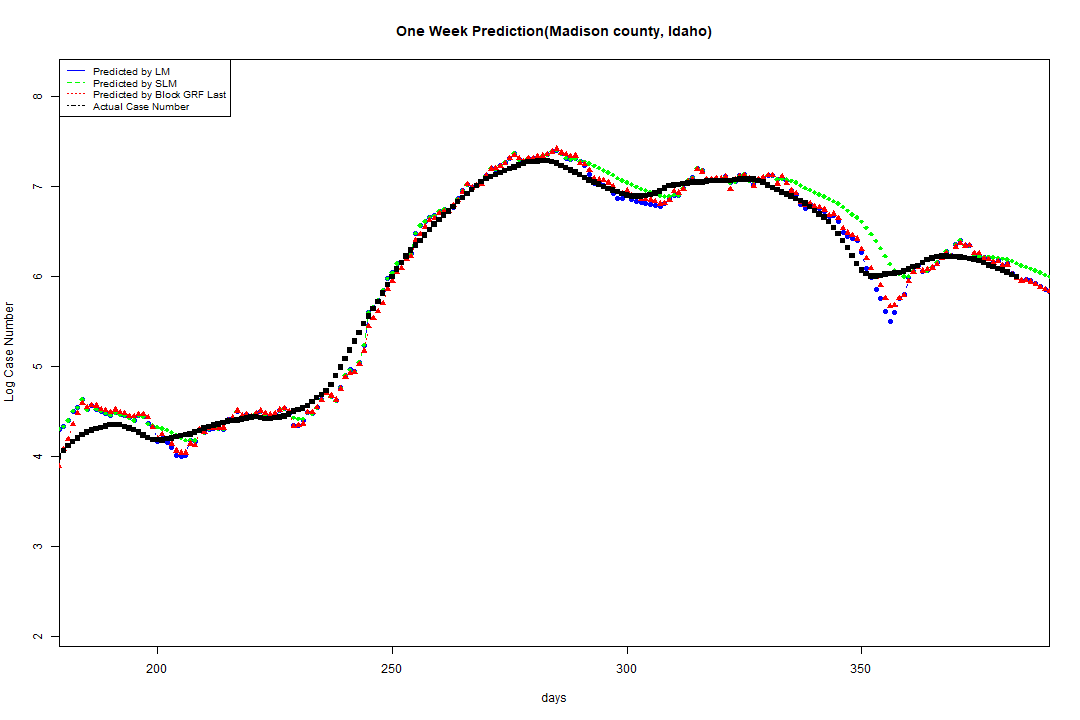 One Week Prediction(Madison county, Idaho)
Predicted by LM
Predicted by SLM
Predicted by Block GRF Last
Actual Case Number
8
7
6
5
4
3
2
Log Case Number
200 250 300 350
days